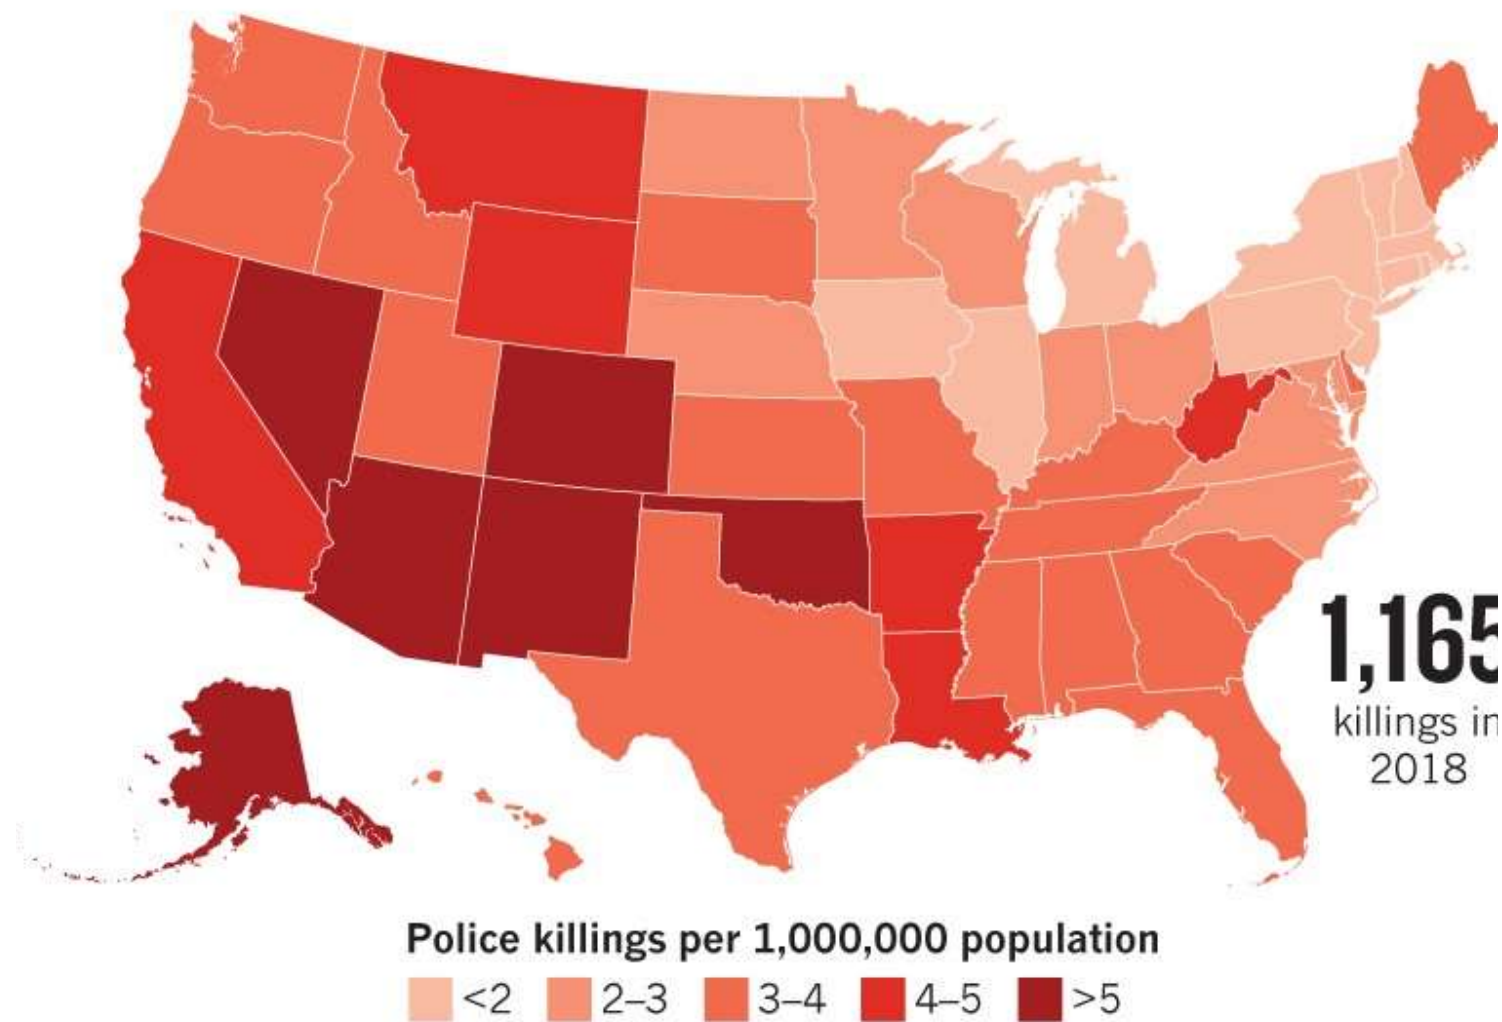 1,165
killings in
2018
Police killings per 1,000,000 population
<2 2–3 3–4 4–5 >5